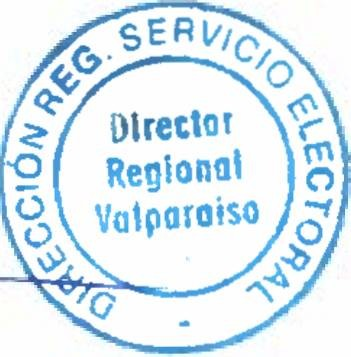 DIRECCIÓN REG. SERVICIO ELECTORAL
Director
Regional
Valparaiso